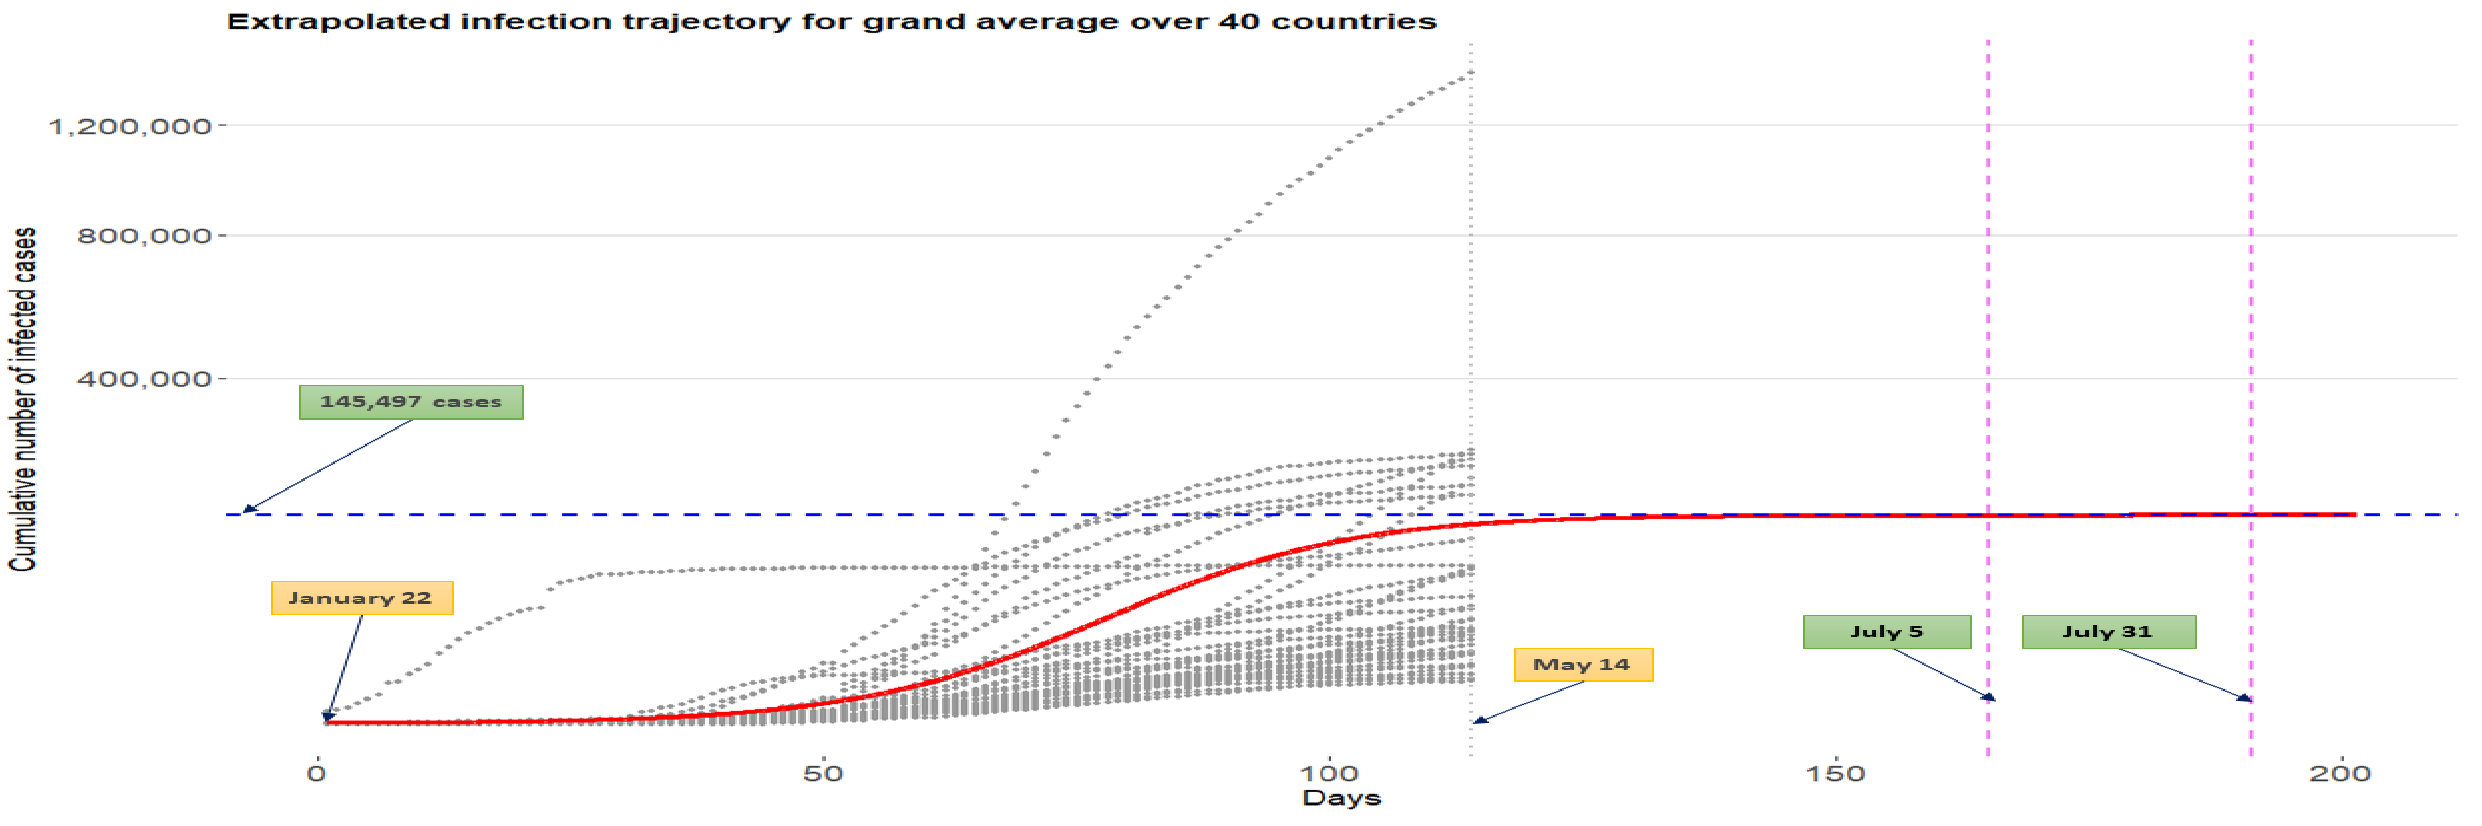 Extrapolated infection trajectory for grand average over 40 countries
Cumulative number of infected cases
1,200,000
800,000
400,000
145,497 cases
January 22
May 14
July 5
July 31
0 50 100 150 200
Days